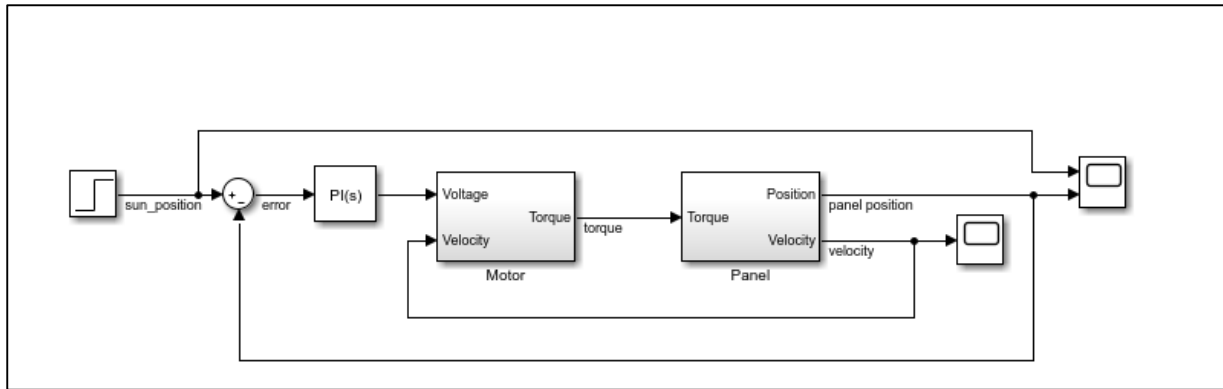 sun_position
+
−
error
PI(s)
Voltage
Velocity
Torque
Motor
torque
Torque
Position
Velocity
Panel
panel position
velocity